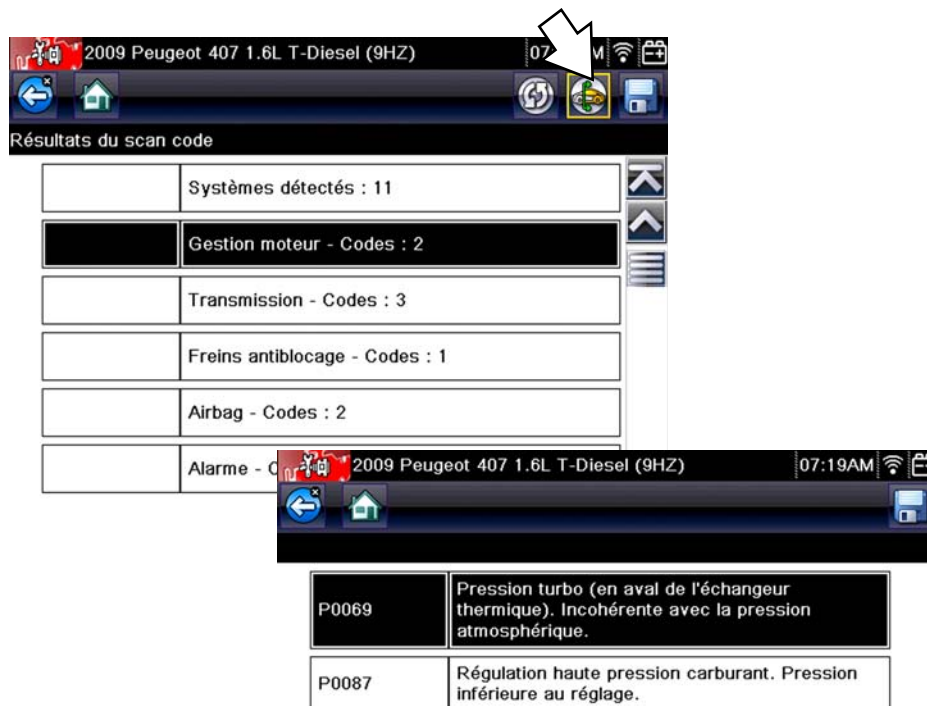 2009 Peugeot 407 1.6L T-Diesel (9HZ)
07
M
Résultats du scan code
Systèmes détectés : 11
Gestion moteur - Codes : 2
Transmission - Codes : 3
Freins antiblocage - Codes : 1
Airbag - Codes : 2
Alarme - C
2009 Peugeot 407 1.6L T-Diesel (9HZ)
07:19AM
P0069
Pression turbo (en aval de l'échangeur
thermique). Incohérente avec la pression
atmosphérique.
P0087
Régulation haute pression carburant. Pression
inférieure au réglage.